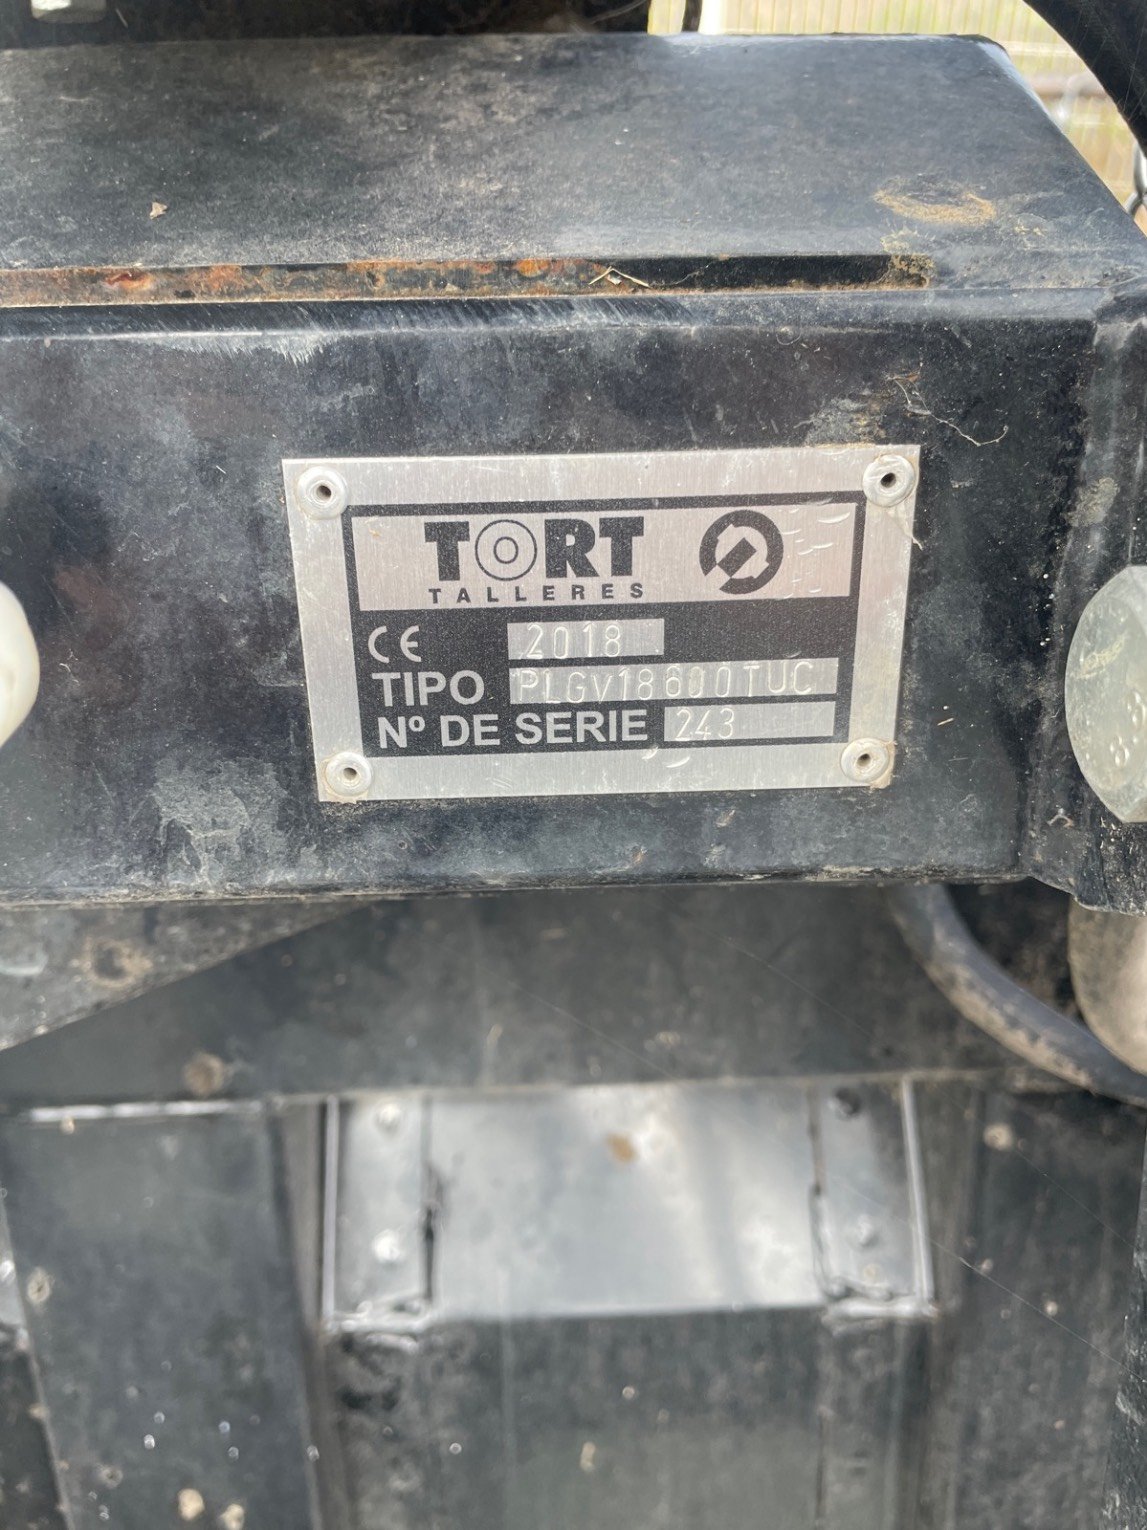 TORT
TALLERES
CE 2018
TIPO PLGV18600TUC
Nº DE SERIE 243